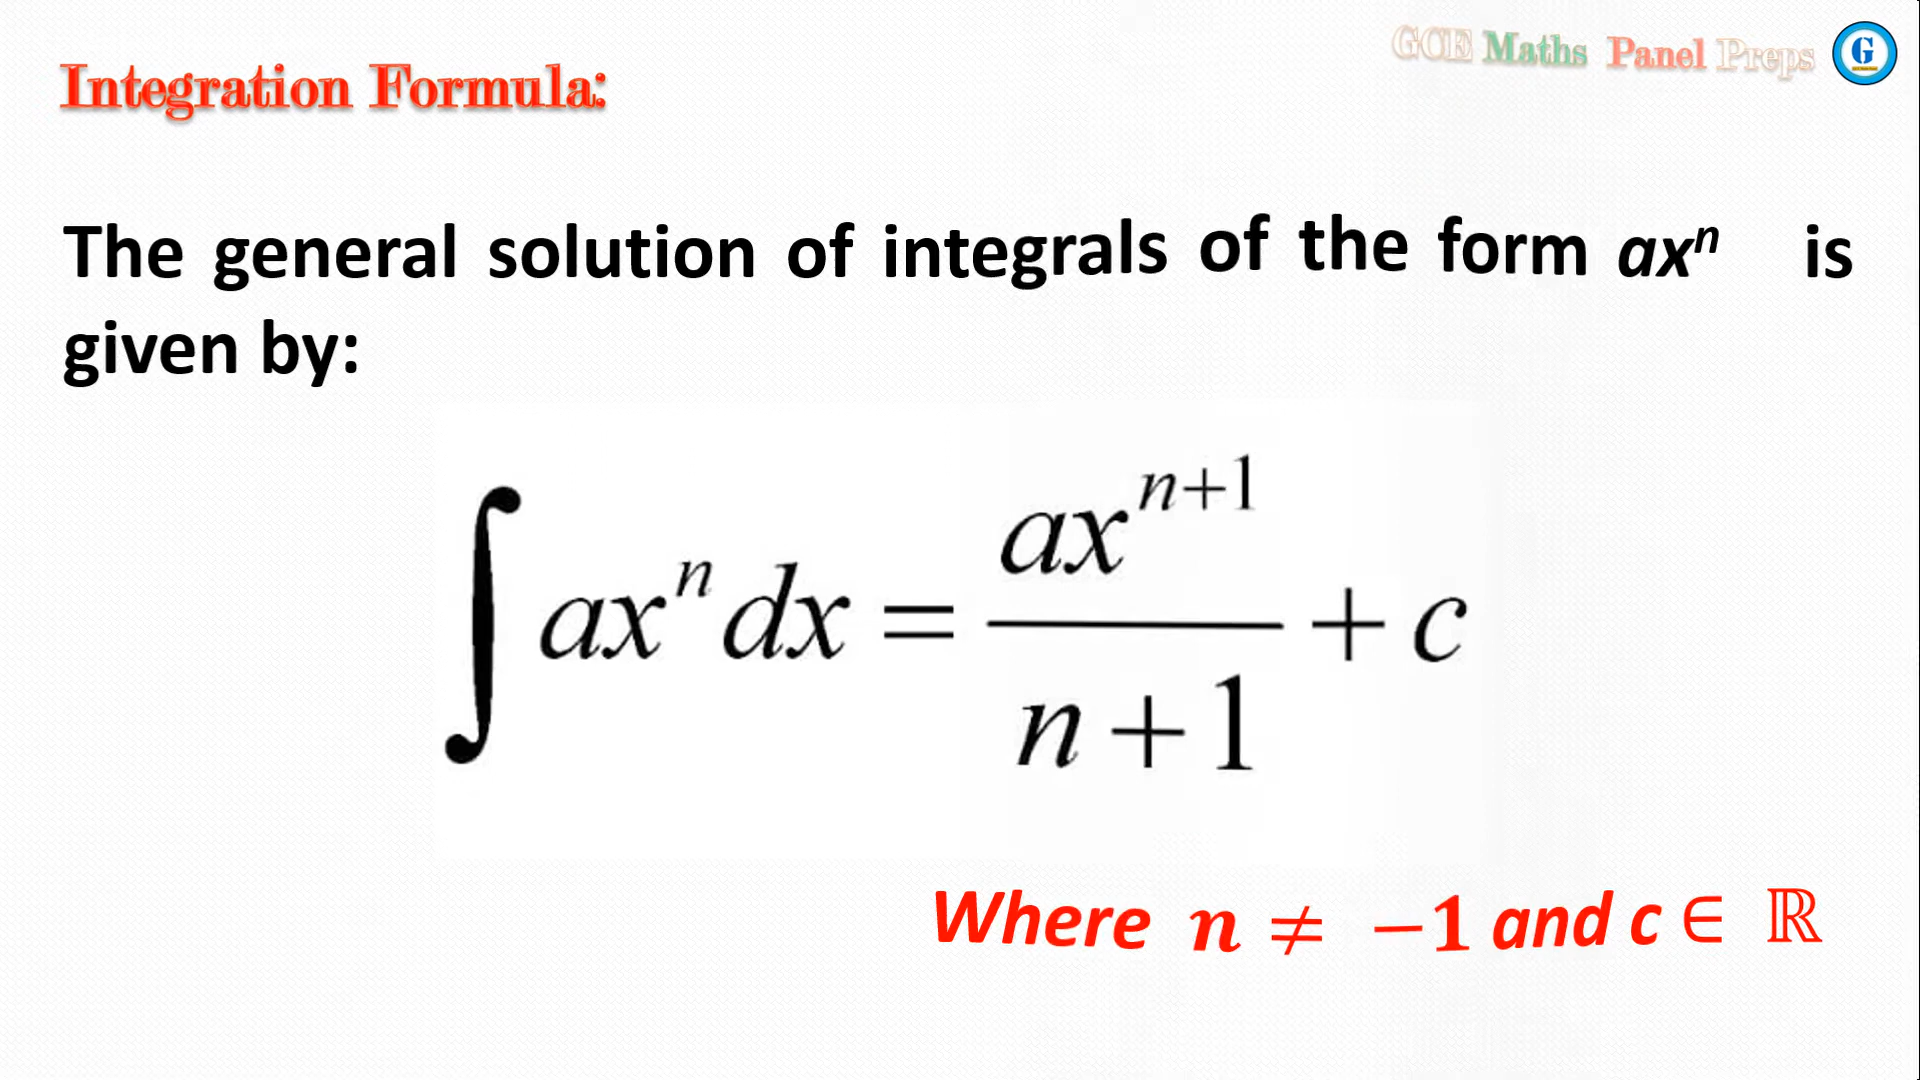 GCE Maths Panel Preps
G
Integration Formula:
The general solution of integrals of the form axⁿ is
given by:
∫axⁿdx = axⁿ⁺¹/(n+1) + c
Where n ≠ −1 and c ∈ ℝ